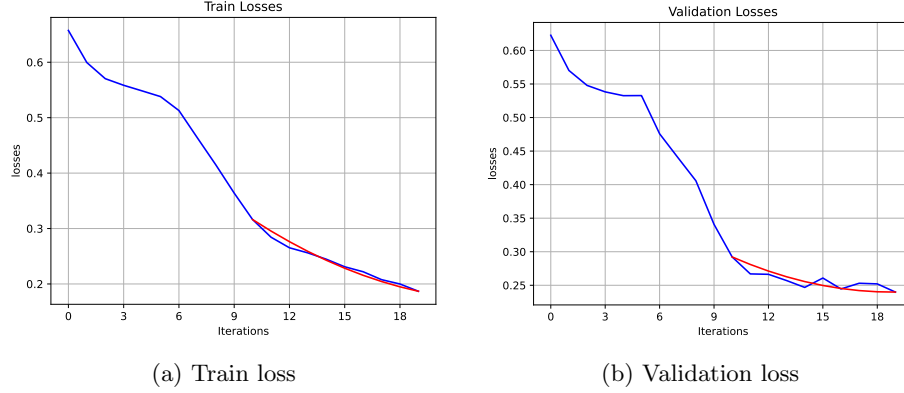 Train Losses
losses
0.6
0.5
0.4
0.3
0.2
0 3 6 9 12 15 18
Iterations
(a) Train loss
Validation Losses
losses
0.60
0.55
0.50
0.45
0.40
0.35
0.30
0.25
0 3 6 9 12 15 18
Iterations
(b) Validation loss